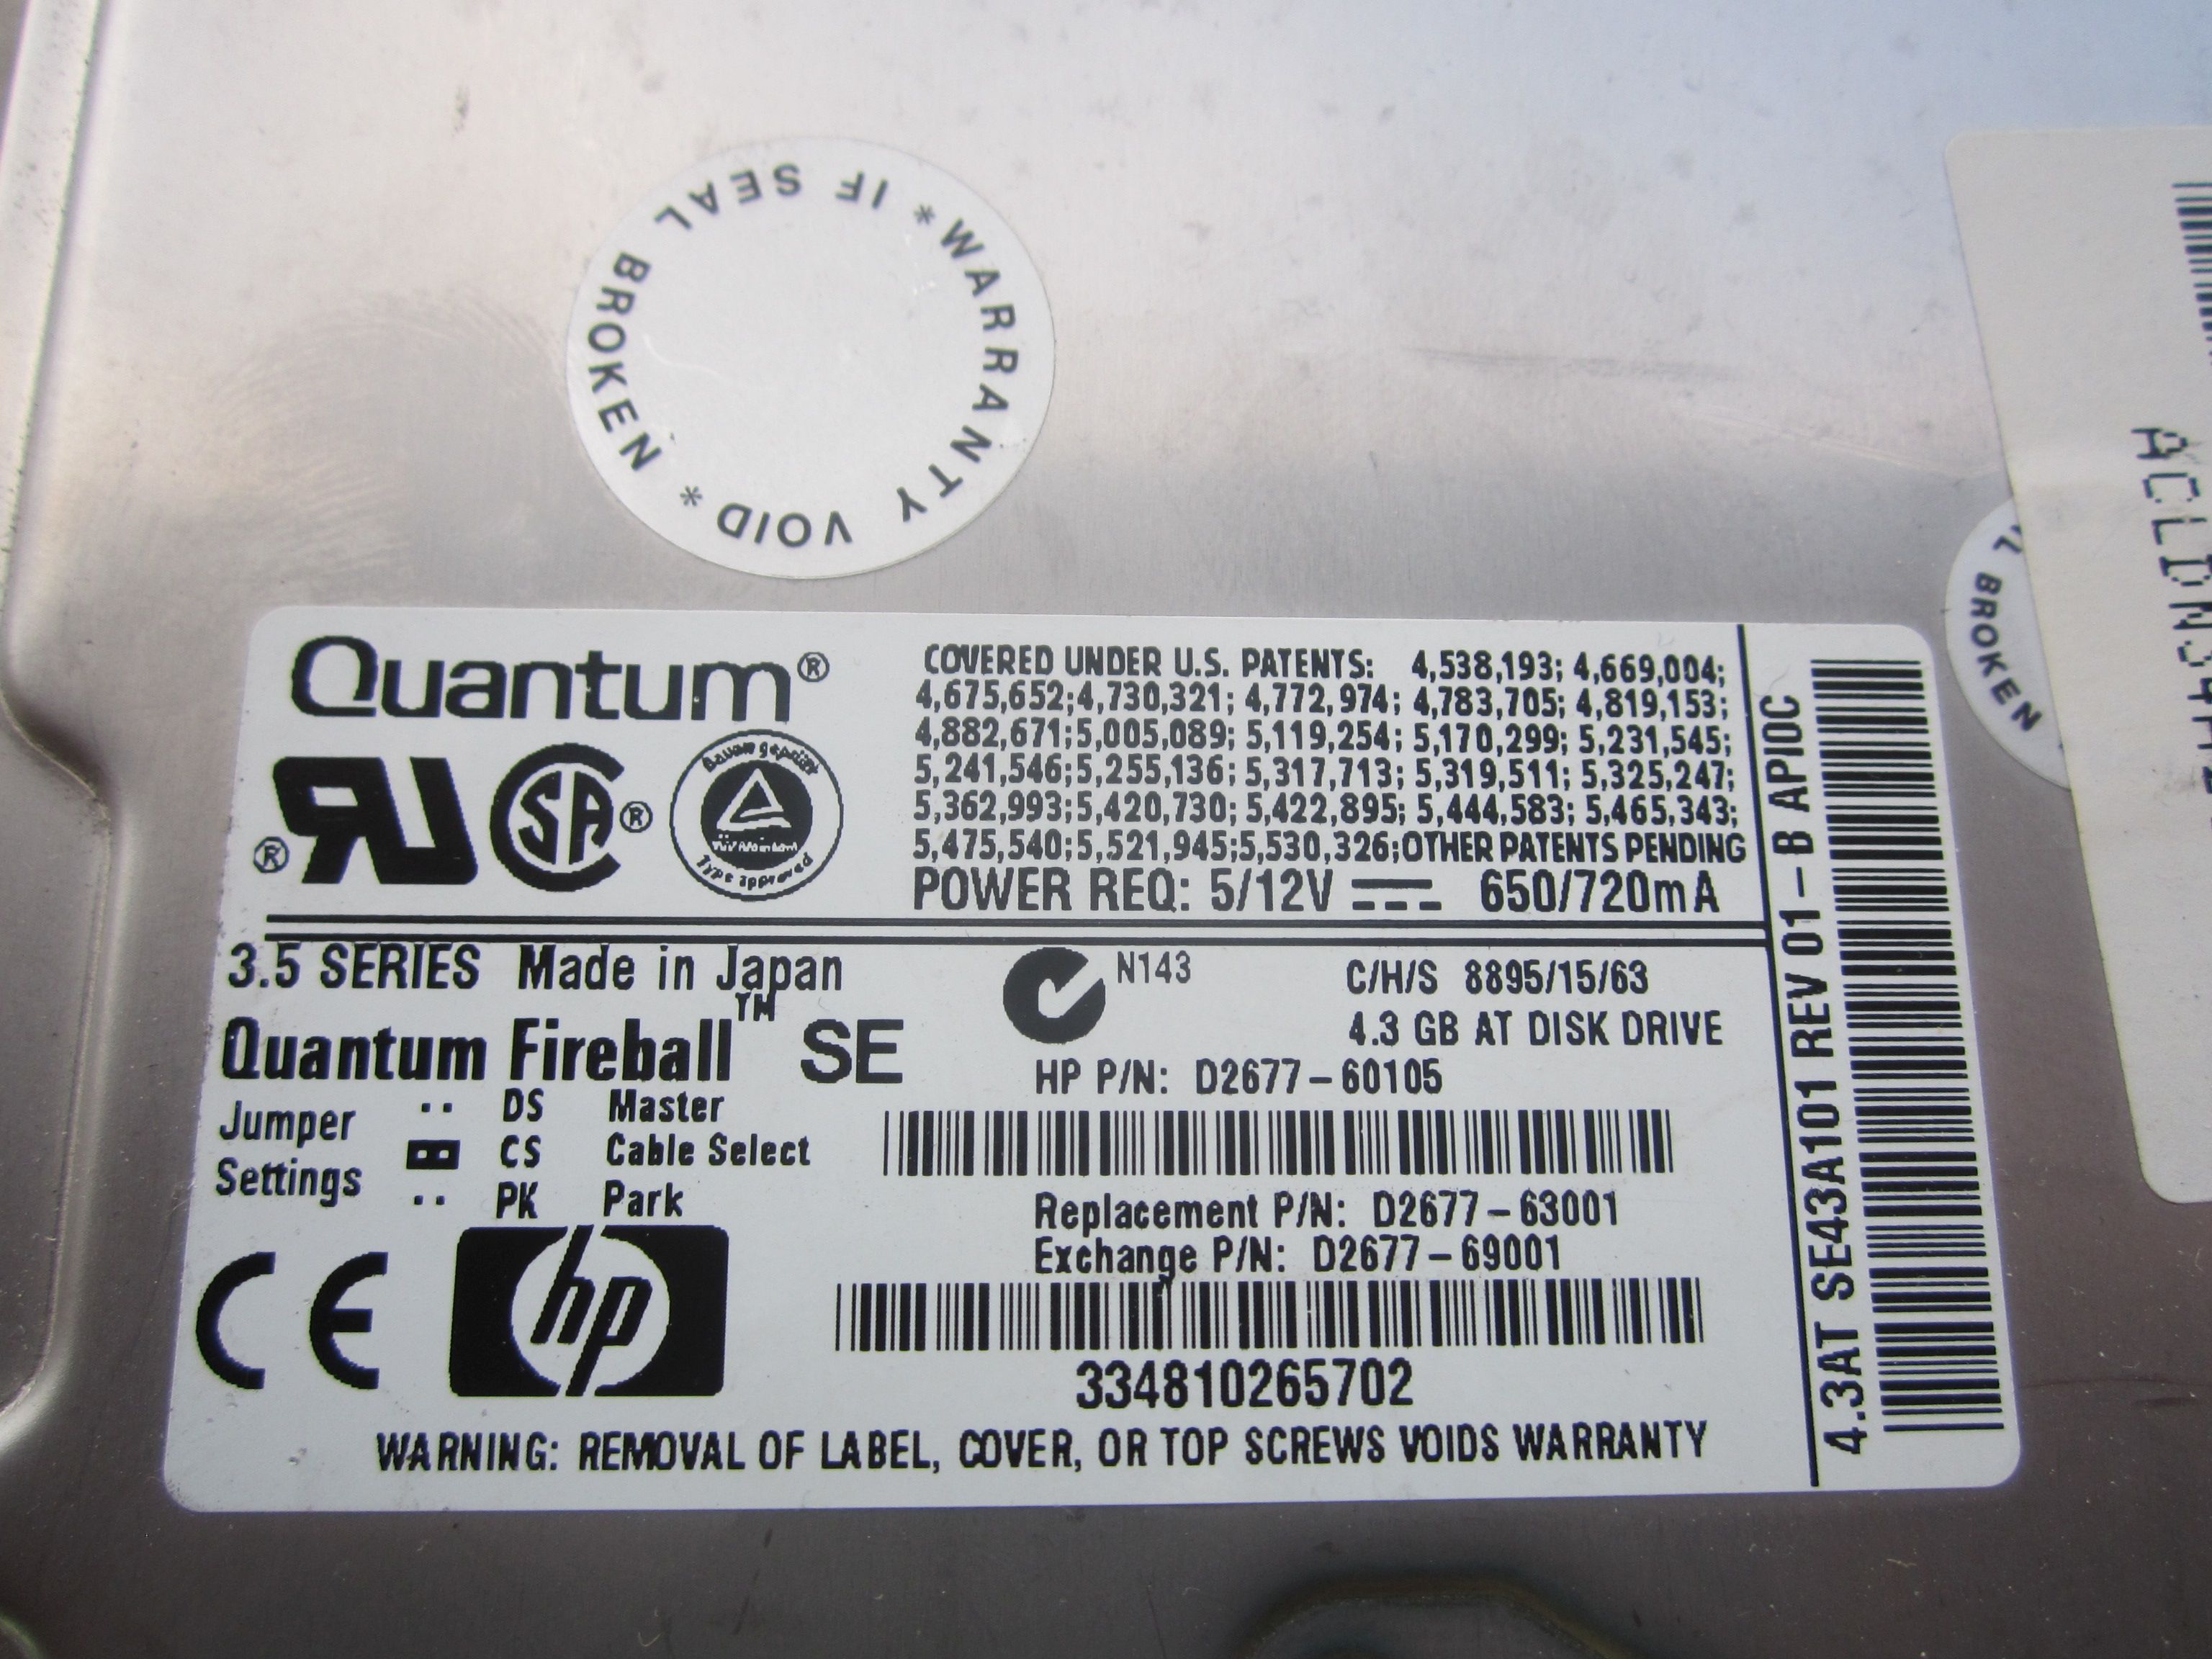 * WARRANTY VOID * IF SEAL BROKEN
Quantum®
COVERED UNDER U.S. PATENTS: 4,538,193; 4,669,004;
4,675,652;4,730,321; 4,772,974; 4,783,705; 4,819,153;
4,882,671;5,005,089; 5,119,254; 5,170,299; 5,231,545;
5,241,546;5,255,136; 5,317,713; 5,319,511; 5,325,247;
5,362,993;5,420,730; 5,422,895; 5,444,583; 5,465,343;
5,475,540;5,521,945;5,530,326;OTHER PATENTS PENDING
POWER REQ: 5/12V 650/720mA
RU®
SA®
Bauart geprüft
Type approved
3.5 SERIES Made in Japan
N143
C/H/S 8895/15/63
Quantum Fireball™ SE
4.3 GB AT DISK DRIVE
HP P/N: D2677-60105
Jumper Settings
DS Master
CS Cable Select
PK Park
Replacement P/N: D2677-63001
Exchange P/N: D2677-69001
CE
hp
334810265702
WARNING: REMOVAL OF LABEL, COVER, OR TOP SCREWS VOIDS WARRANTY
4.3AT SE43A101 REV 01-B API0C
BROKEN